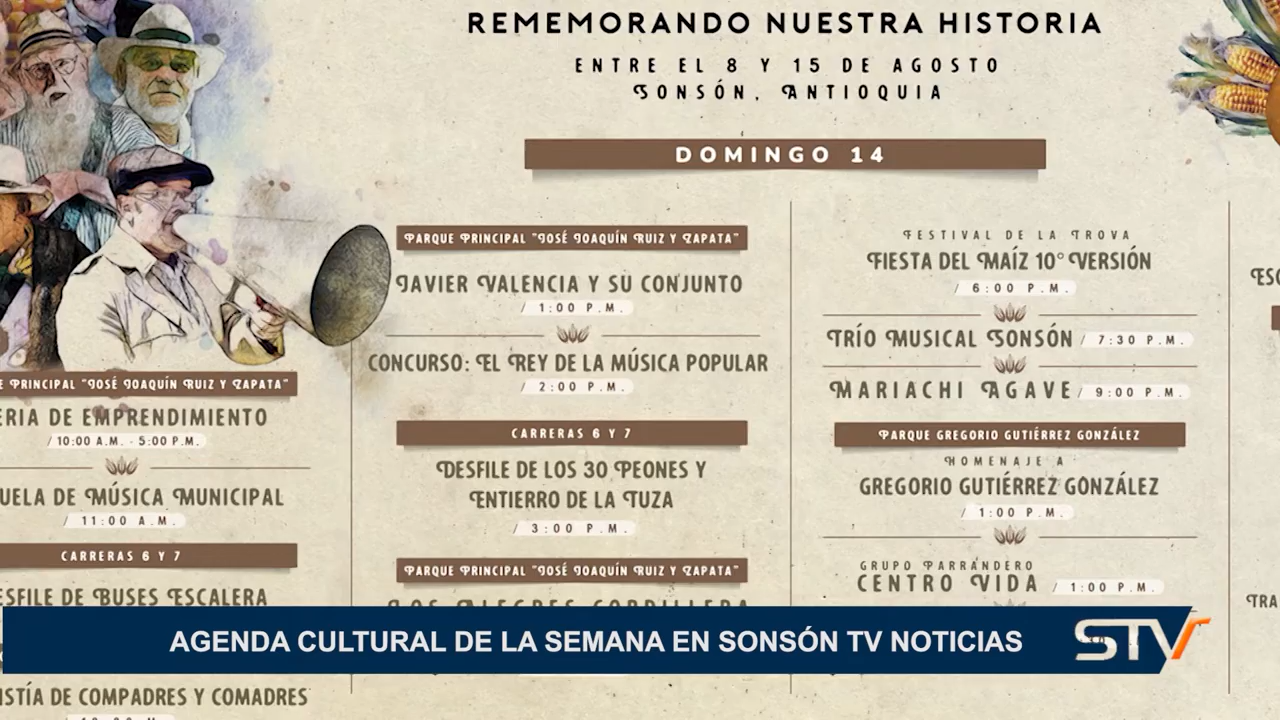 REMEMORANDO NUESTRA HISTORIA
ENTRE EL 8 Y 15 DE AGOSTO
SONSÓN, ANTIOQUIA
DOMINGO 14
PRINCIPAL "JOSÉ JOAQUÍN RUIZ Y ZAPATA"
ERIA DE EMPRENDIMIENTO
/ 10:00 A.M. - 5:00 P.M.
UELA DE MÚSICA MUNICIPAL
/ 11:00 A.M.
CARRERAS 6 Y 7
ESFILE DE BUSES ESCALERA
ISTÍA DE COMPADRES Y COMADRES
PARQUE PRINCIPAL "JOSÉ JOAQUÍN RUIZ Y ZAPATA"
JAVIER VALENCIA Y SU CONJUNTO
/ 1:00 P.M.
CONCURSO: EL REY DE LA MÚSICA POPULAR
/ 2:00 P.M.
CARRERAS 6 Y 7
DESFILE DE LOS 30 PEONES Y
ENTIERRO DE LA TUZA
/ 3:00 P.M.
PARQUE PRINCIPAL "JOSÉ JOAQUÍN RUIZ Y ZAPATA"
LOS ALEGRES CORDILLERA
FESTIVAL DE LA TROVA
FIESTA DEL MAÍZ 10° VERSIÓN
/ 6:00 P.M.
TRÍO MUSICAL SONSÓN / 7:30 P.M.
MARIACHI AGAVE / 9:00 P.M.
PARQUE GREGORIO GUTIÉRREZ GONZÁLEZ
HOMENAJE A
GREGORIO GUTIÉRREZ GONZÁLEZ
/ 1:00 P.M.
GRUPO PARRANDERO
CENTRO VIDA / 1:00 P.M.
ESC
TRA
AGENDA CULTURAL DE LA SEMANA EN SONSÓN TV NOTICIAS
STV